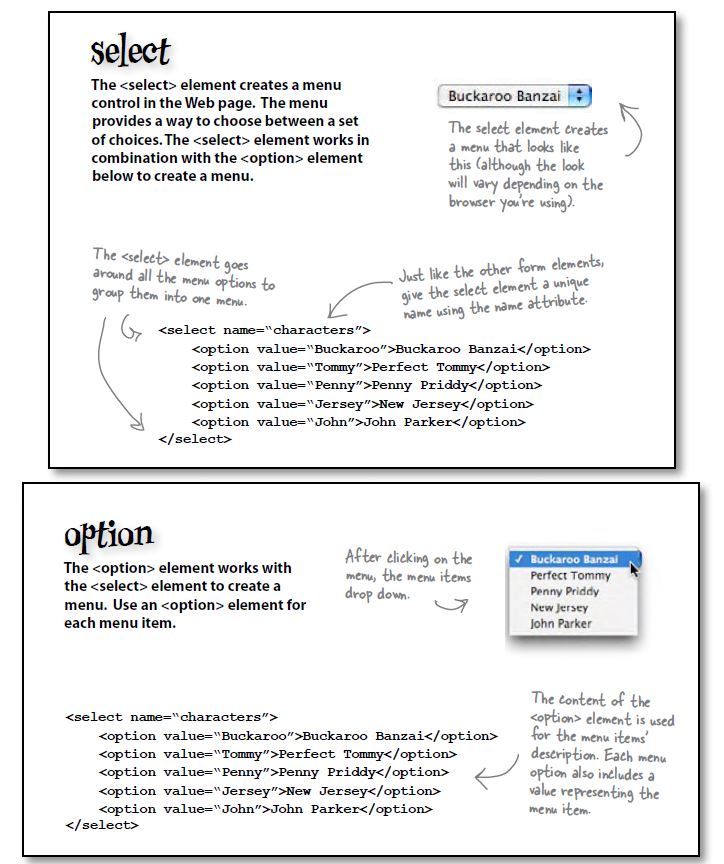 select
The <select> element creates a menu
control in the Web page. The menu
provides a way to choose between a set
of choices. The <select> element works in
combination with the <option> element
below to create a menu.
Buckaroo Banzai
The select element creates
a menu that looks like
this (although the look
will vary depending on the
browser you're using).
The <select> element goes
around all the menu options to
group them into one menu.
Just like the other form elements,
give the select element a unique
name using the name attribute.
<select name="characters">
<option value="Buckaroo">Buckaroo Banzai</option>
<option value="Tommy">Perfect Tommy</option>
<option value="Penny">Penny Priddy</option>
<option value="Jersey">New Jersey</option>
<option value="John">John Parker</option>
</select>
option
The <option> element works with
the <select> element to create a
menu. Use an <option> element for
each menu item.
After clicking on the
menu, the menu items
drop down.
✓ Buckaroo Banzai
Perfect Tommy
Penny Priddy
New Jersey
John Parker
<select name="characters">
<option value="Buckaroo">Buckaroo Banzai</option>
<option value="Tommy">Perfect Tommy</option>
<option value="Penny">Penny Priddy</option>
<option value="Jersey">New Jersey</option>
<option value="John">John Parker</option>
</select>
The content of the
<option> element is used
for the menu items'
description. Each menu
option also includes a
value representing the
menu item.